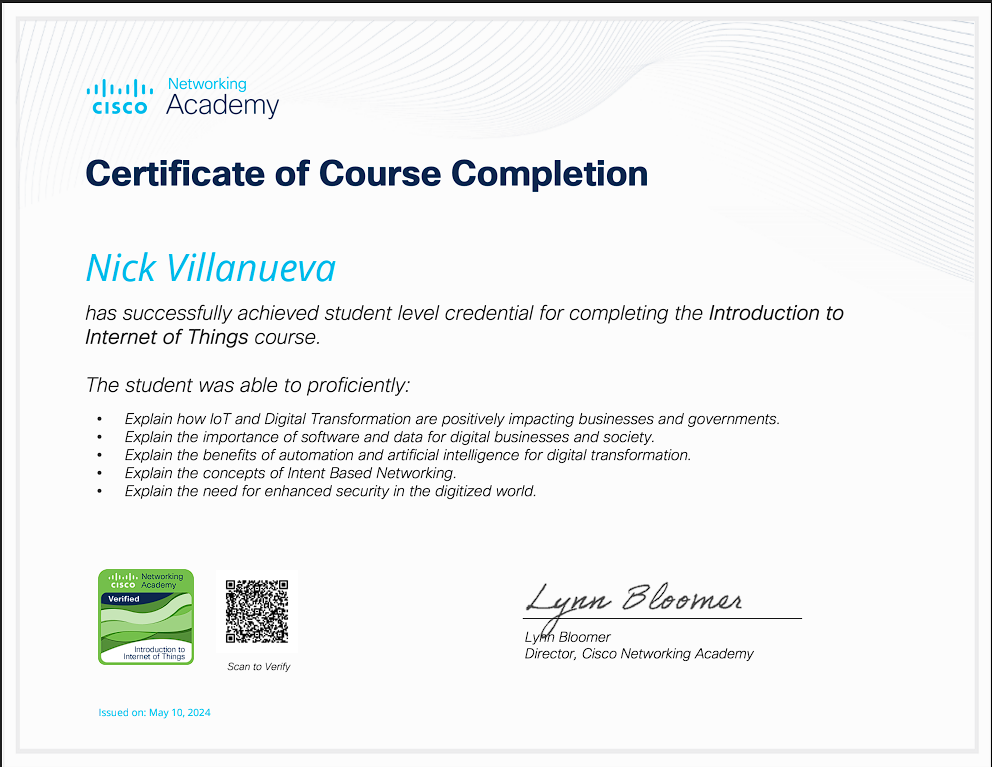 cisco
Networking
Academy
Certificate of Course Completion
Nick Villanueva
has successfully achieved student level credential for completing the Introduction to
Internet of Things course.
The student was able to proficiently:
• Explain how IoT and Digital Transformation are positively impacting businesses and governments.
• Explain the importance of software and data for digital businesses and society.
• Explain the benefits of automation and artificial intelligence for digital transformation.
• Explain the concepts of Intent Based Networking.
• Explain the need for enhanced security in the digitized world.
cisco
Networking
Academy
Verified
Introduction to
Internet of Things
Scan to Verify
Lynn Bloomer
Lynn Bloomer
Director, Cisco Networking Academy
Issued on: May 10, 2024